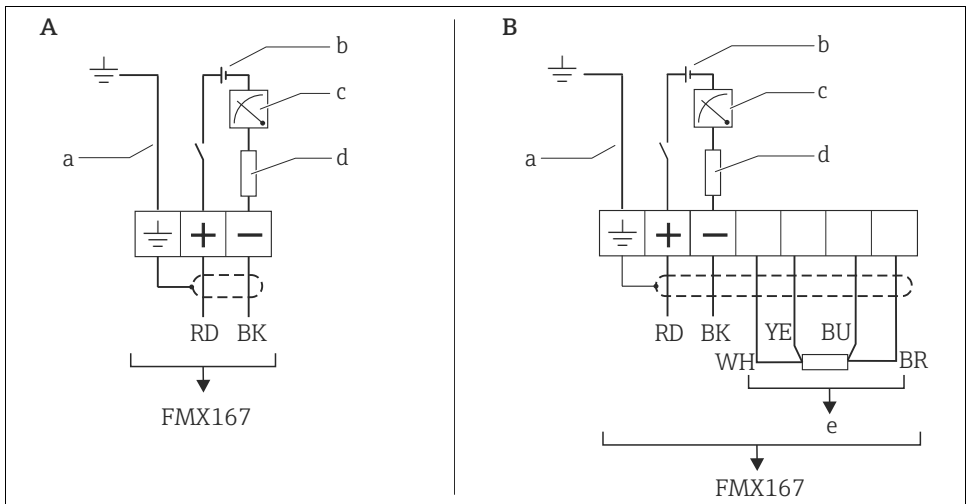 A
b
c
a
d
+ −
RD BK
FMX167
B
b
c
a
d
+ −
RD BK YE BU
WH BR
e
FMX167